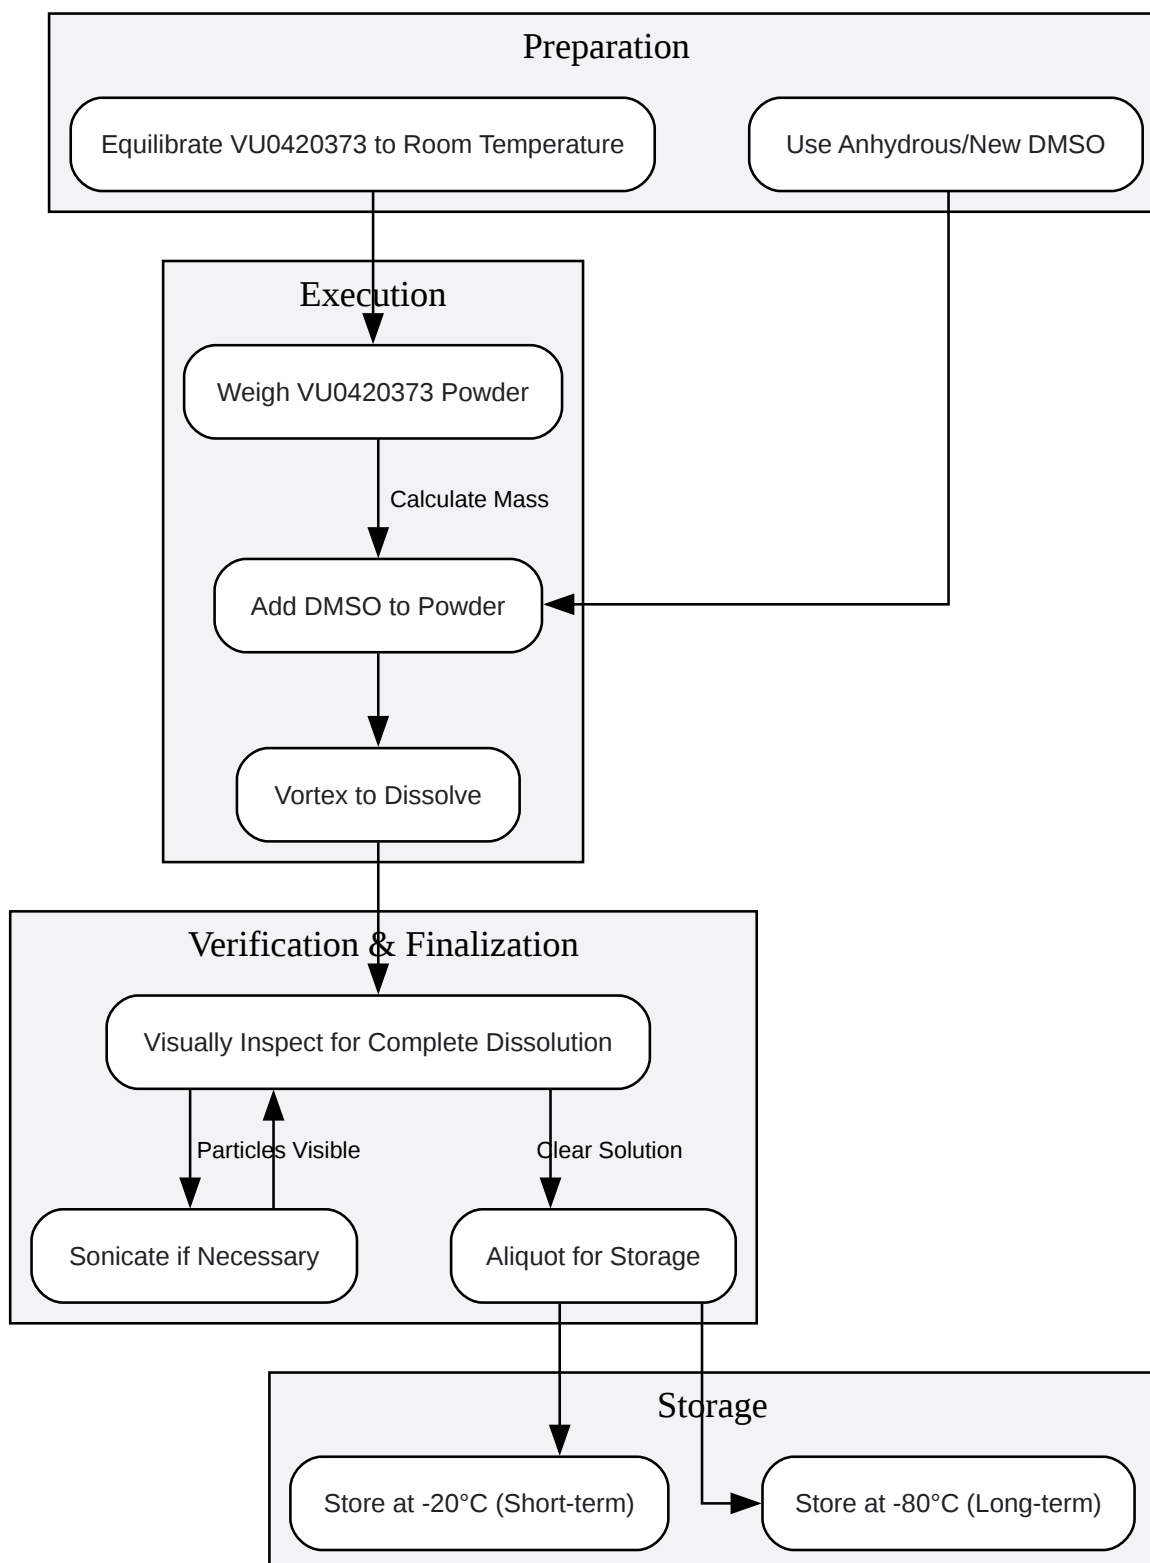 Preparation
Equilibrate VU0420373 to Room Temperature
Use Anhydrous/New DMSO
Execution
Weigh VU0420373 Powder
Calculate Mass
Add DMSO to Powder
Vortex to Dissolve
Verification & Finalization
Visually Inspect for Complete Dissolution
Particles Visible
Clear Solution
Sonicate if Necessary
Aliquot for Storage
Storage
Store at -20°C (Short-term)
Store at -80°C (Long-term)